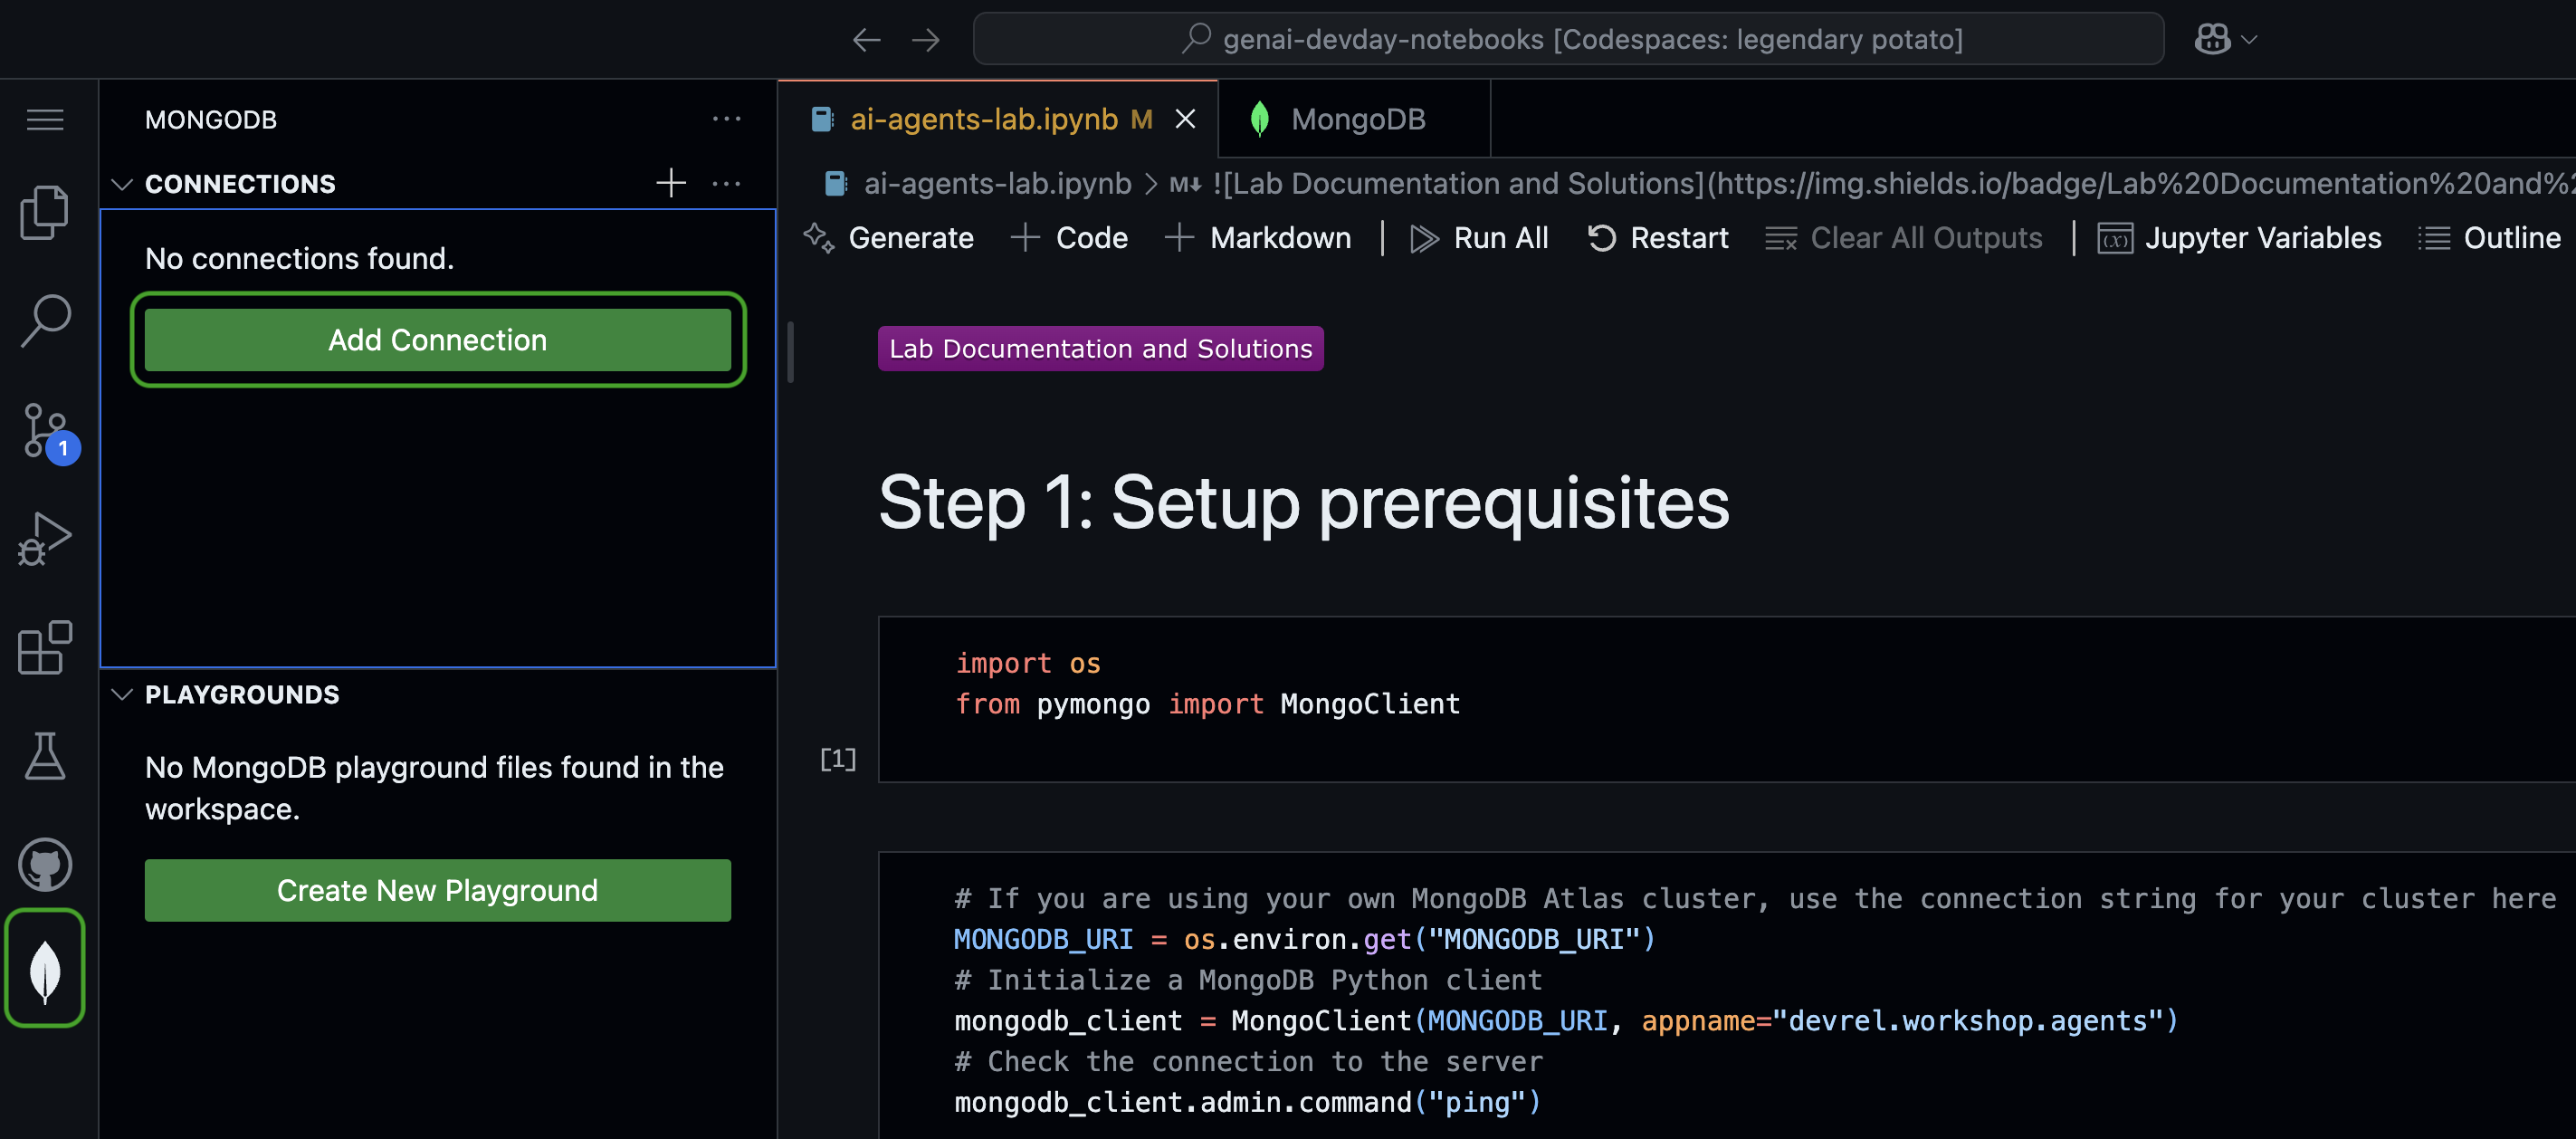 genai-devday-notebooks [Codespaces: legendary potato]
MONGODB
CONNECTIONS
No connections found.
Add Connection
1
PLAYGROUNDS
No MongoDB playground files found in the
workspace.
Create New Playground
ai-agents-lab.ipynb M
MongoDB
ai-agents-lab.ipynb > M↓ ![Lab Documentation and Solutions](https://img.shields.io/badge/Lab%20Documentation%20and%2
Generate + Code + Markdown | Run All Restart Clear All Outputs | (x) Jupyter Variables Outline
Lab Documentation and Solutions
Step 1: Setup prerequisites
import os
from pymongo import MongoClient
[1]
# If you are using your own MongoDB Atlas cluster, use the connection string for your cluster here
MONGODB_URI = os.environ.get("MONGODB_URI")
# Initialize a MongoDB Python client
mongodb_client = MongoClient(MONGODB_URI, appname="devrel.workshop.agents")
# Check the connection to the server
mongodb_client.admin.command("ping")